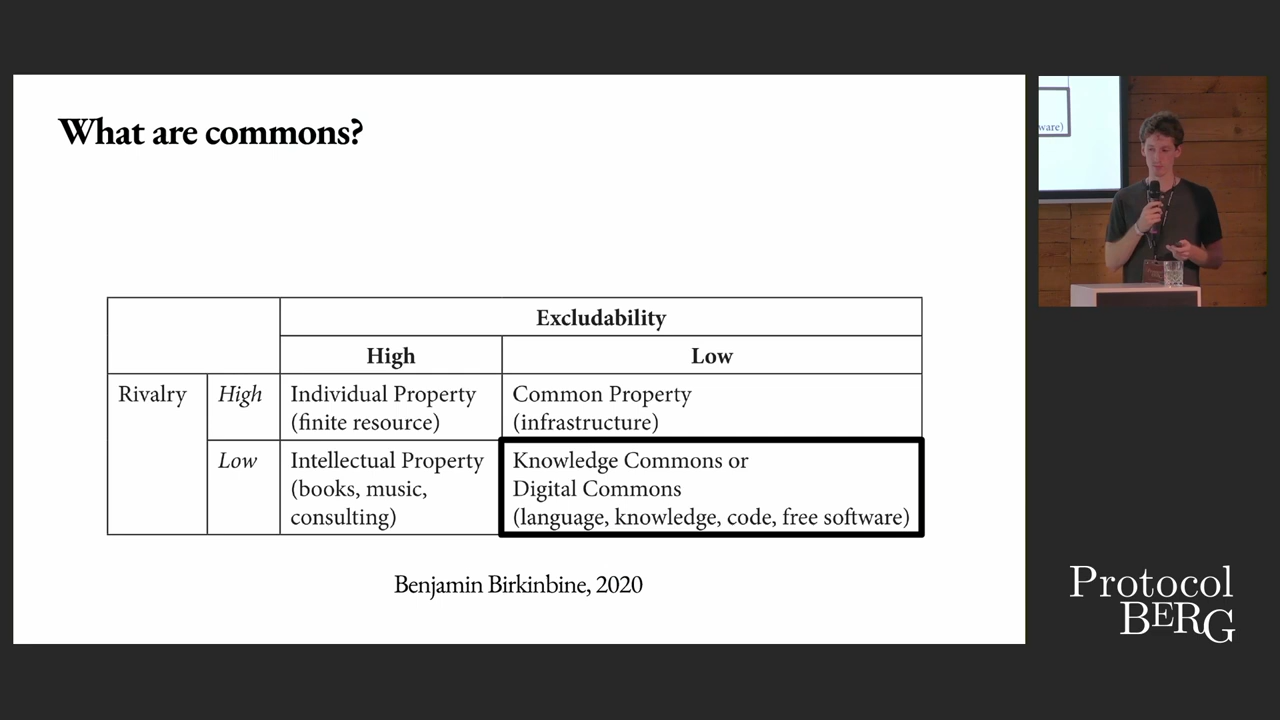 What are commons?
Excludability
High
Low
Rivalry
High
Individual Property
(finite resource)
Common Property
(infrastructure)
Low
Intellectual Property
(books, music,
consulting)
Knowledge Commons or
Digital Commons
(language, knowledge, code, free software)
Benjamin Birkinbine, 2020
ware)
Protocol
BERG